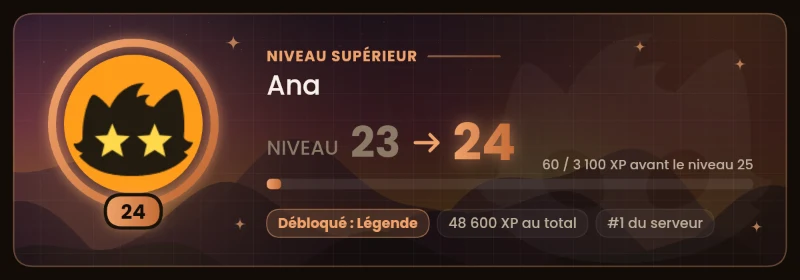 NIVEAU SUPÉRIEUR
Ana
NIVEAU 23 → 24
60 / 3 100 XP avant le niveau 25
24
Débloqué : Légende
48 600 XP au total
#1 du serveur